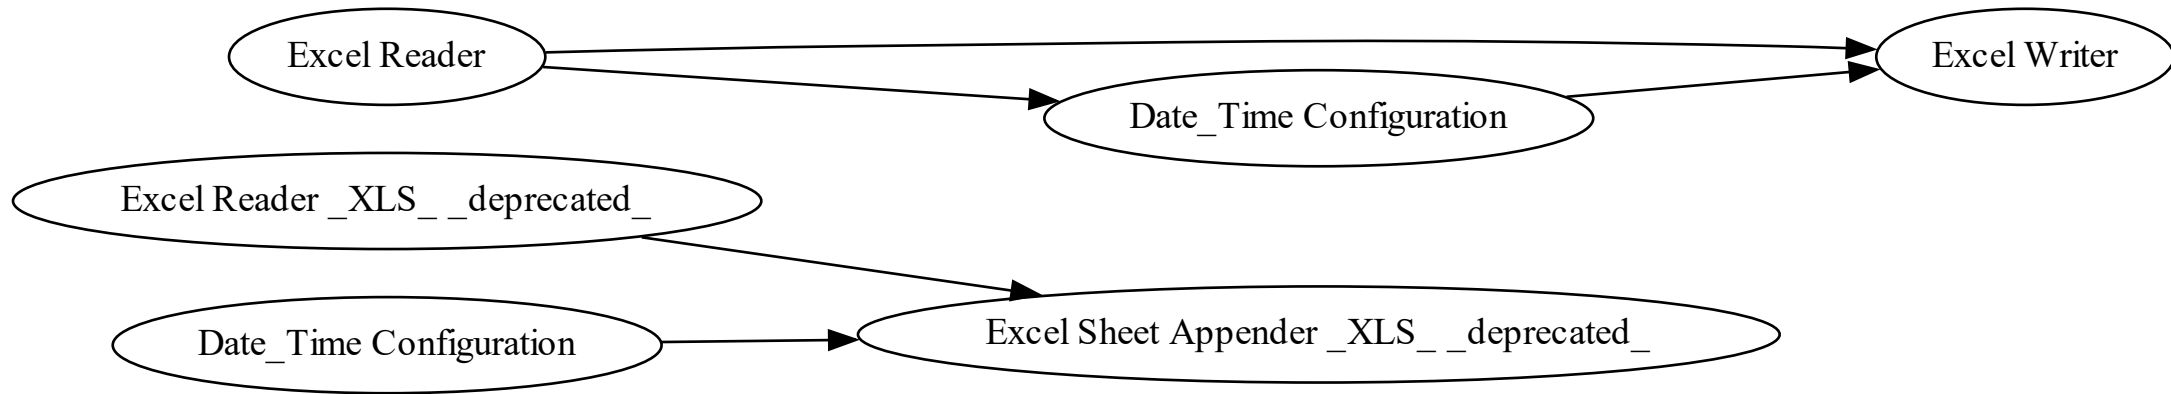 Excel Reader
Excel Writer
Date_Time Configuration
Excel Reader _XLS_ _deprecated_
Date_Time Configuration
Excel Sheet Appender _XLS_ _deprecated_